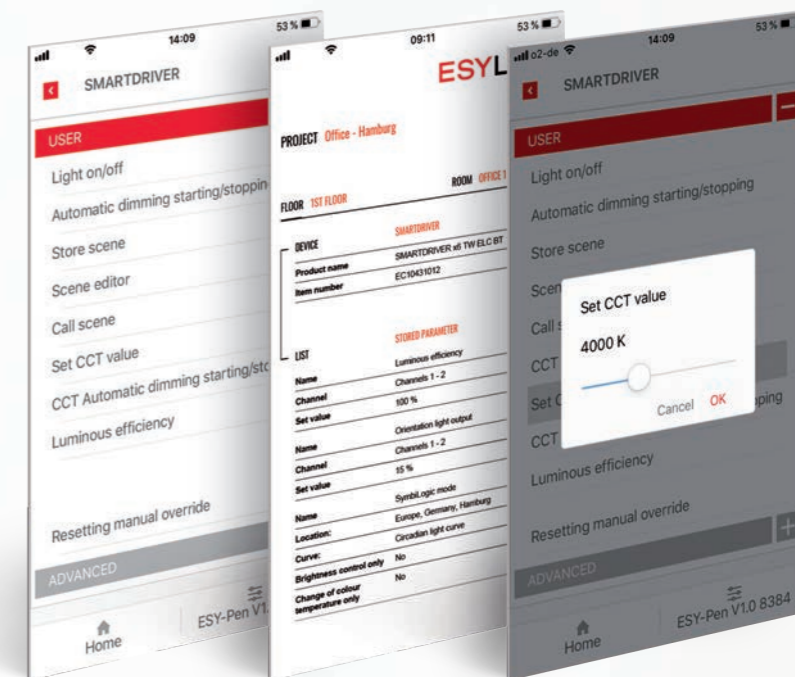 14:09
53 %
SMARTDRIVER
USER
Light on/off
Automatic dimming starting/stoppin
Store scene
Scene editor
Call scene
Set CCT value
CCT Automatic dimming starting/sto
Luminous efficiency
Resetting manual override
ADVANCED
Home
ESY-Pen V1.
09:11
53 %
ESYL
PROJECT Office - Hamburg
FLOOR 1ST FLOOR
ROOM OFFICE 1
DEVICE SMARTDRIVER
Product name SMARTDRIVER x6 TW ELC BT
Item number EC10431012
LIST STORED PARAMETER
Name Luminous efficiency
Channel Channels 1 - 2
Set value 100 %
Name Orientation light output
Channel Channels 1 - 2
Set value 15 %
Name SymbiLogic mode
Location: Europe, Germany, Hamburg
Curve: Circadian light curve
Brightness control only No
Change of colour No
temperature only
o2-de
14:09
53 %
SMARTDRIVER
USER
Light on/off
Automatic dimming starting/stopping
Store scene
Scen
Call s
CCT
Set C
CCT
ping
Luminous efficiency
Resetting manual override
ADVANCED
Home
ESY-Pen V1.0 8384
Set CCT value
4000 K
Cancel OK